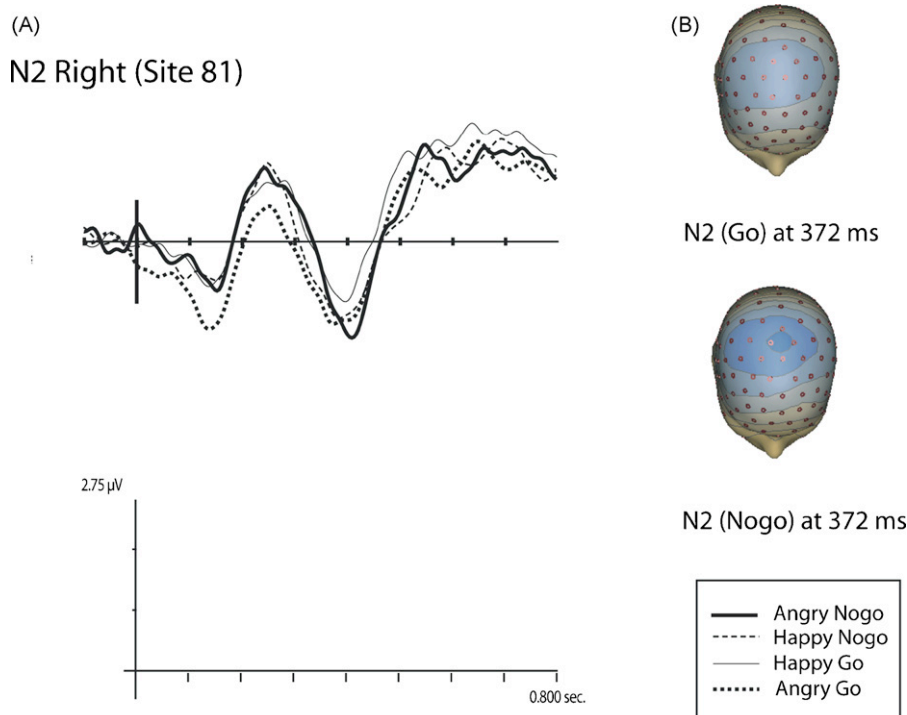 (A)
N2 Right (Site 81)
2.75 µV
0.800 sec.
(B)
N2 (Go) at 372 ms
N2 (Nogo) at 372 ms
Angry Nogo
Happy Nogo
Happy Go
Angry Go